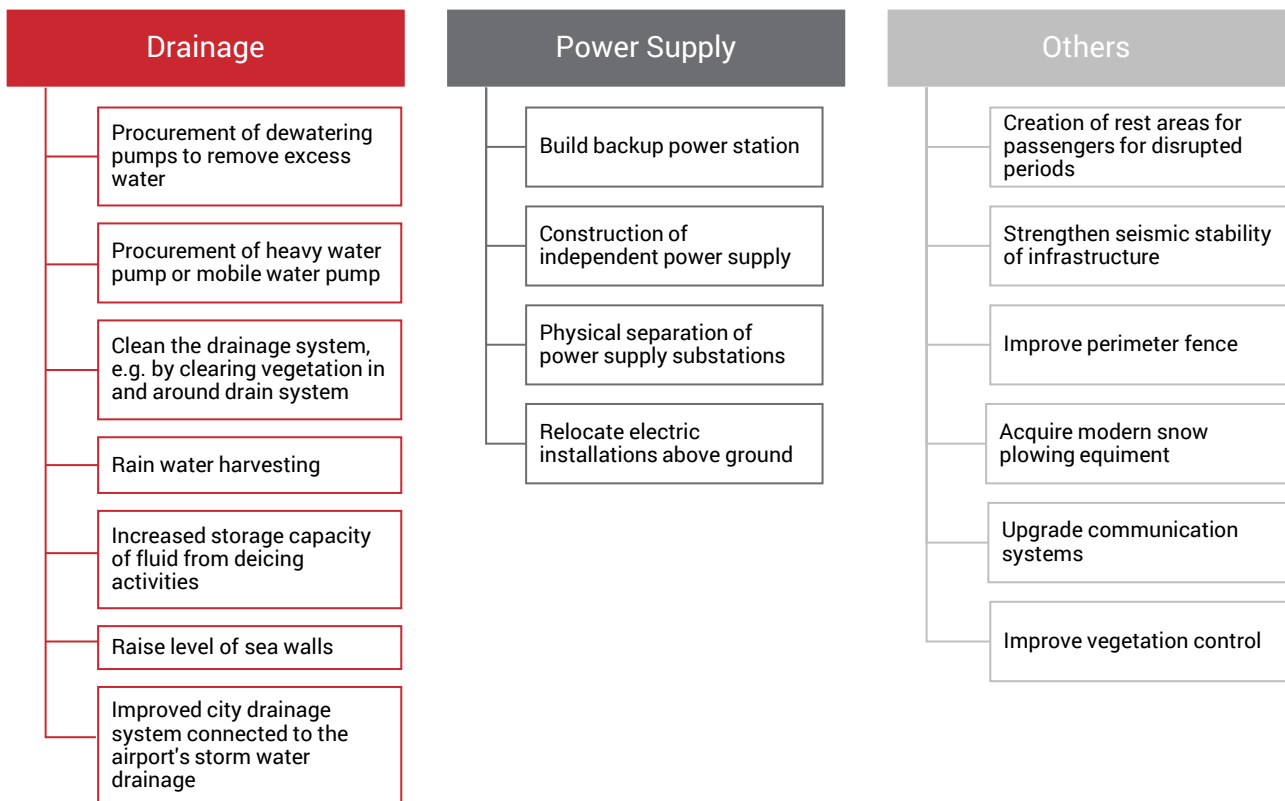 Drainage
Procurement of dewatering
pumps to remove excess
water
Procurement of heavy water
pump or mobile water pump
Clean the drainage system,
e.g. by clearing vegetation in
and around drain system
Rain water harvesting
Increased storage capacity
of fluid from deicing
activities
Raise level of sea walls
Improved city drainage
system connected to the
airport's storm water
drainage
Power Supply
Build backup power station
Construction of
independent power supply
Physical separation of
power supply substations
Relocate electric
installations above ground
Others
Creation of rest areas for
passengers for disrupted
periods
Strengthen seismic stability
of infrastructure
Improve perimeter fence
Acquire modern snow
plowing equiment
Upgrade communication
systems
Improve vegetation control